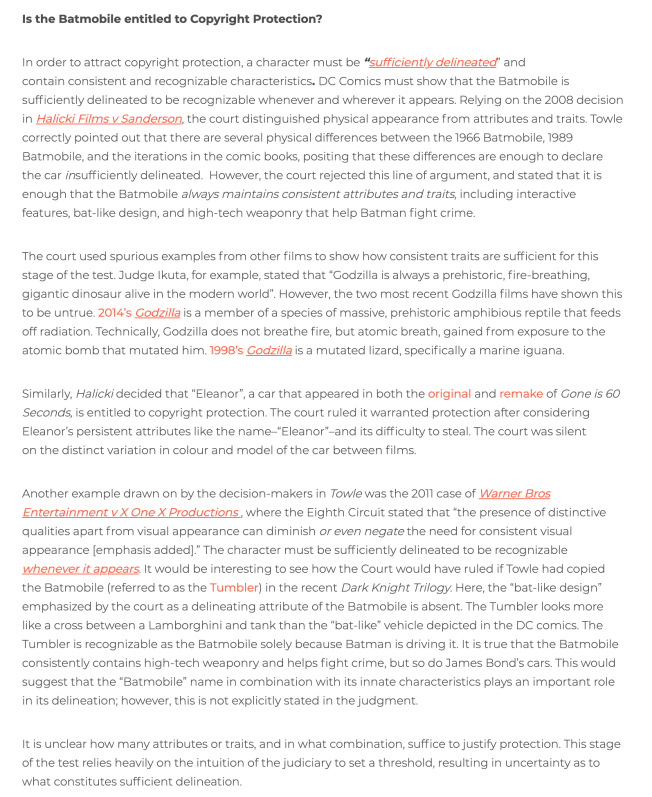 Is the Batmobile entitled to Copyright Protection?
In order to attract copyright protection, a character must be “sufficiently delineated” and
contain consistent and recognizable characteristics. DC Comics must show that the Batmobile is
sufficiently delineated to be recognizable whenever and wherever it appears. Relying on the 2008 decision
in Halicki Films v Sanderson, the court distinguished physical appearance from attributes and traits. Towle
correctly pointed out that there are several physical differences between the 1966 Batmobile, 1989
Batmobile, and the iterations in the comic books, positing that these differences are enough to declare
the car insufficiently delineated. However, the court rejected this line of argument, and stated that it is
enough that the Batmobile always maintains consistent attributes and traits, including interactive
features, bat-like design, and high-tech weaponry that help Batman fight crime.
The court used spurious examples from other films to show how consistent traits are sufficient for this
stage of the test. Judge Ikuta, for example, stated that “Godzilla is always a prehistoric, fire-breathing,
gigantic dinosaur alive in the modern world”. However, the two most recent Godzilla films have shown this
to be untrue. 2014’s Godzilla is a member of a species of massive, prehistoric amphibious reptile that feeds
off radiation. Technically, Godzilla does not breathe fire, but atomic breath, gained from exposure to the
atomic bomb that mutated him. 1998’s Godzilla is a mutated lizard, specifically a marine iguana.
Similarly, Halicki decided that “Eleanor”, a car that appeared in both the original and remake of Gone is 60
Seconds, is entitled to copyright protection. The court ruled it warranted protection after considering
Eleanor’s persistent attributes like the name–“Eleanor”–and its difficulty to steal. The court was silent
on the distinct variation in colour and model of the car between films.
Another example drawn on by the decision-makers in Towle was the 2011 case of Warner Bros
Entertainment v X One X Productions , where the Eighth Circuit stated that “the presence of distinctive
qualities apart from visual appearance can diminish or even negate the need for consistent visual
appearance [emphasis added].” The character must be sufficiently delineated to be recognizable
whenever it appears. It would be interesting to see how the Court would have ruled if Towle had copied
the Batmobile (referred to as the Tumbler) in the recent Dark Knight Trilogy. Here, the “bat-like design”
emphasized by the court as a delineating attribute of the Batmobile is absent. The Tumbler looks more
like a cross between a Lamborghini and tank than the “bat-like” vehicle depicted in the DC comics. The
Tumbler is recognizable as the Batmobile solely because Batman is driving it. It is true that the Batmobile
consistently contains high-tech weaponry and helps fight crime, but so do James Bond’s cars. This would
suggest that the “Batmobile” name in combination with its innate characteristics plays an important role
in its delineation; however, this is not explicitly stated in the judgment.
It is unclear how many attributes or traits, and in what combination, suffice to justify protection. This stage
of the test relies heavily on the intuition of the judiciary to set a threshold, resulting in uncertainty as to
what constitutes sufficient delineation.